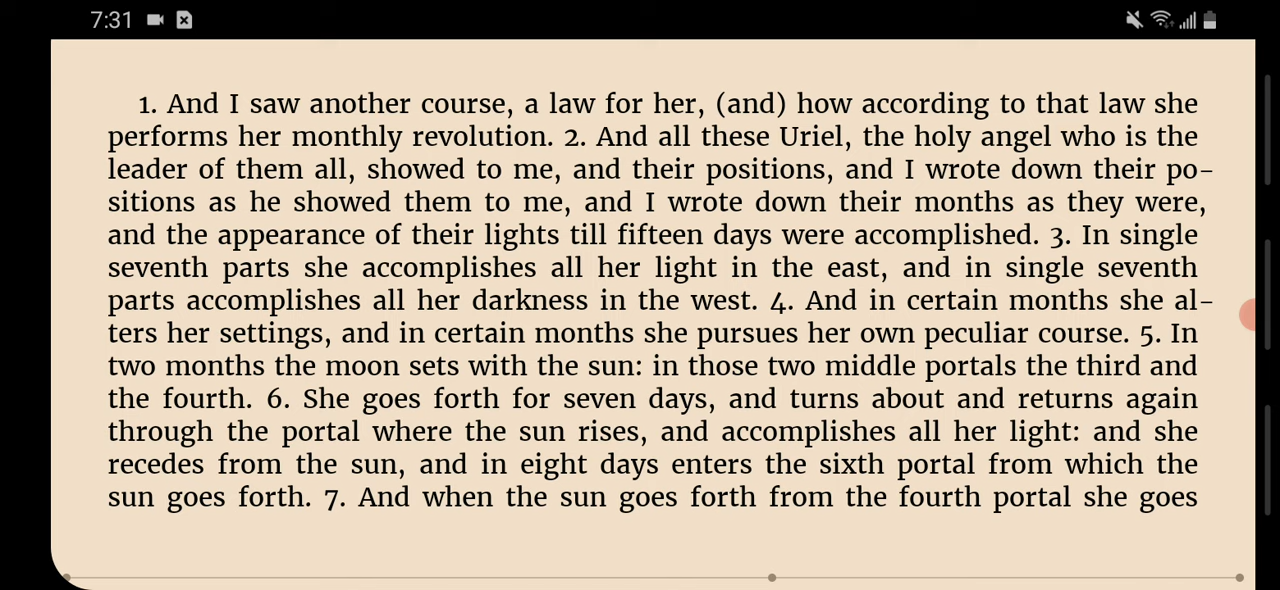 7:31
1. And I saw another course, a law for her, (and) how according to that law she
performs her monthly revolution. 2. And all these Uriel, the holy angel who is the
leader of them all, showed to me, and their positions, and I wrote down their po-
sitions as he showed them to me, and I wrote down their months as they were,
and the appearance of their lights till fifteen days were accomplished. 3. In single
seventh parts she accomplishes all her light in the east, and in single seventh
parts accomplishes all her darkness in the west. 4. And in certain months she al-
ters her settings, and in certain months she pursues her own peculiar course. 5. In
two months the moon sets with the sun: in those two middle portals the third and
the fourth. 6. She goes forth for seven days, and turns about and returns again
through the portal where the sun rises, and accomplishes all her light: and she
recedes from the sun, and in eight days enters the sixth portal from which the
sun goes forth. 7. And when the sun goes forth from the fourth portal she goes